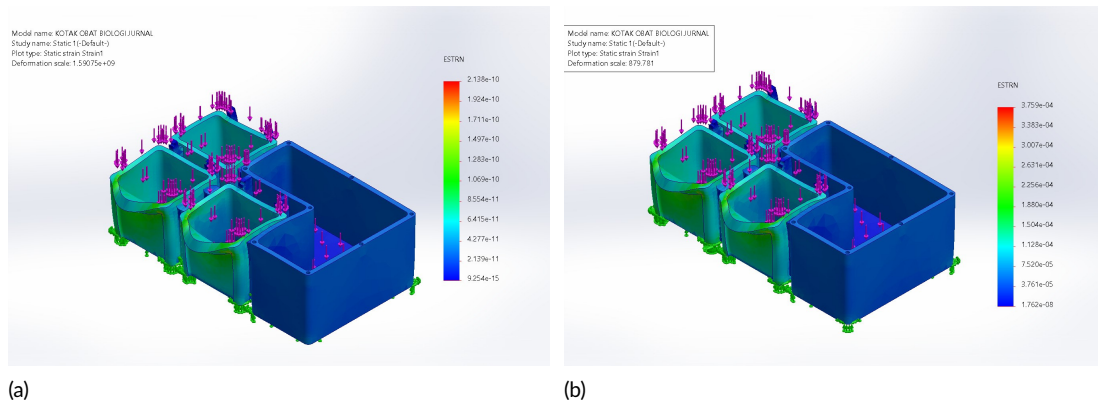 Model name: KOTAK OBAT BIOLOGI JURNAL
Study name: Static 1(-Default-)
Plot type: Static strain Strain1
Deformation scale: 1.59075e+09
ESTRN
2.138e-10
1.924e-10
1.711e-10
1.497e-10
1.283e-10
1.069e-10
8.554e-11
6.415e-11
4.277e-11
2.139e-11
9.254e-15
(a)
Model name: KOTAK OBAT BIOLOGI JURNAL
Study name: Static 1(-Default-)
Plot type: Static strain Strain1
Deformation scale: 879.781
ESTRN
3.759e-04
3.383e-04
3.007e-04
2.631e-04
2.256e-04
1.880e-04
1.504e-04
1.128e-04
7.520e-05
3.761e-05
1.762e-08
(b)